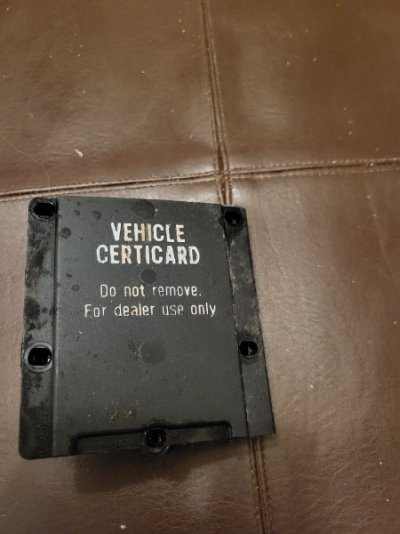 VEHICLE
CERTICARD
Do not remove.
For dealer use only